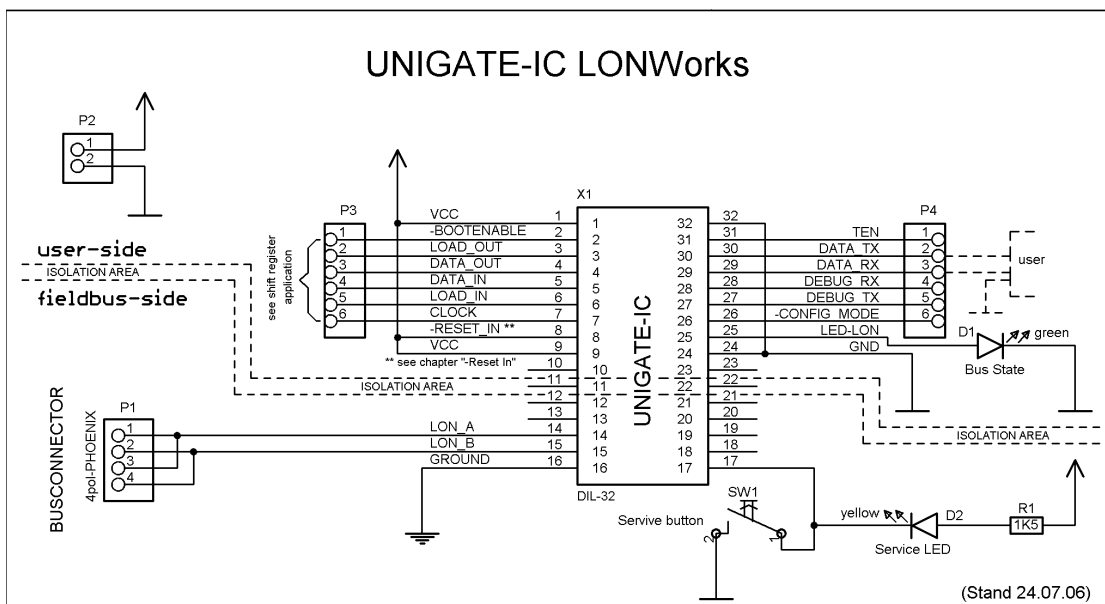 UNIGATE-IC LONWorks
P2
1
2
user-side
ISOLATION AREA
fieldbus-side
see shift register
application
P3
1
2
3
4
5
6
VCC 1
-BOOTENABLE 2
LOAD_OUT 3
DATA_OUT 4
DATA_IN 5
LOAD_IN 6
CLOCK 7
-RESET_IN ** 8
VCC 9
** see chapter "-Reset In"
10
11
ISOLATION AREA
12
13
LON_A 14
LON_B 15
GROUND 16
X1
1 32
2 31
3 30
4 29
5 28
6 27
7 26
8 25
9 24
10 23
11 22
12 21
13 20
14 19
15 18
16 17
UNIGATE-IC
DIL-32
32
31 TEN
30 DATA_TX
29 DATA_RX
28 DEBUG_RX
27 DEBUG_TX
26 -CONFIG_MODE
25 LED-LON
24 GND
23
22
21
20
19
18
17
P4
1
2
3
4
5
6
user
D1
green
Bus State
ISOLATION AREA
BUSCONNECTOR
4pol-PHOENIX
P1
1
2
3
4
SW1
Servive button
2
1
yellow
D2
Service LED
R1
1K5
(Stand 24.07.06)